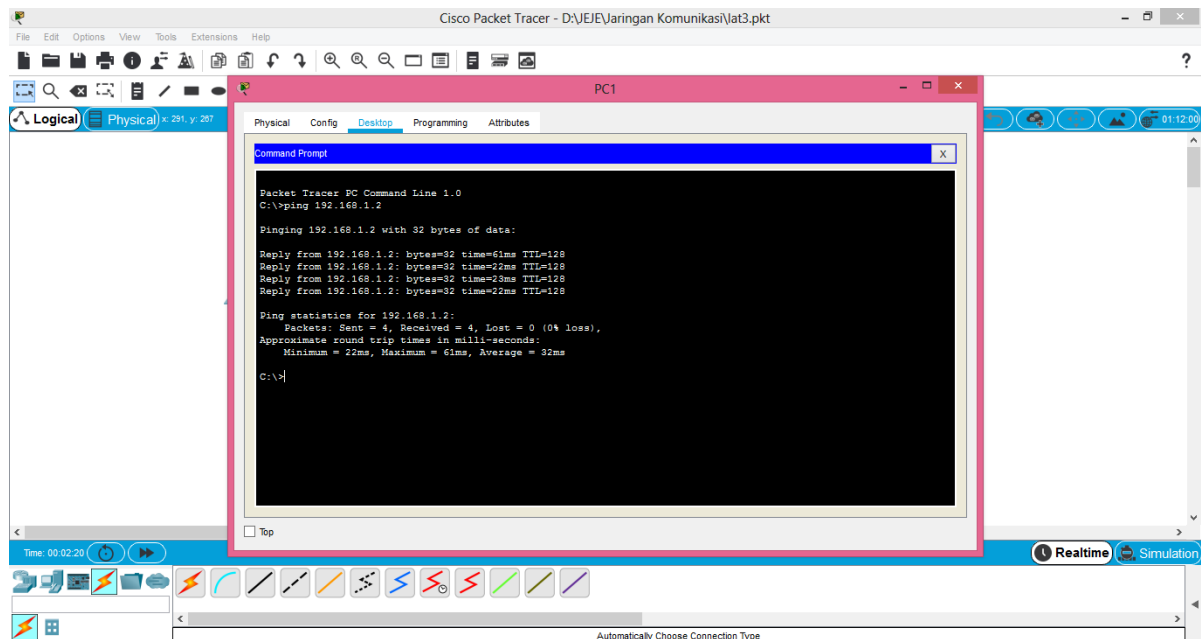 Cisco Packet Tracer - D:\JEJE\Jaringan Komunikasi\lat3.pkt
File Edit Options View Tools Extensions Help
?
PC1
Logical Physical x: 291, y: 267
01:12:00
Physical Config Desktop Programming Attributes
Command Prompt
X
Packet Tracer PC Command Line 1.0
C:\>ping 192.168.1.2
Pinging 192.168.1.2 with 32 bytes of data:
Reply from 192.168.1.2: bytes=32 time=61ms TTL=128
Reply from 192.168.1.2: bytes=32 time=22ms TTL=128
Reply from 192.168.1.2: bytes=32 time=23ms TTL=128
Reply from 192.168.1.2: bytes=32 time=22ms TTL=128
Ping statistics for 192.168.1.2:
Packets: Sent = 4, Received = 4, Lost = 0 (0% loss),
Approximate round trip times in milli-seconds:
Minimum = 22ms, Maximum = 61ms, Average = 32ms
C:\>
Top
Time: 00:02:20
Realtime Simulation
Automatically Choose Connection Type